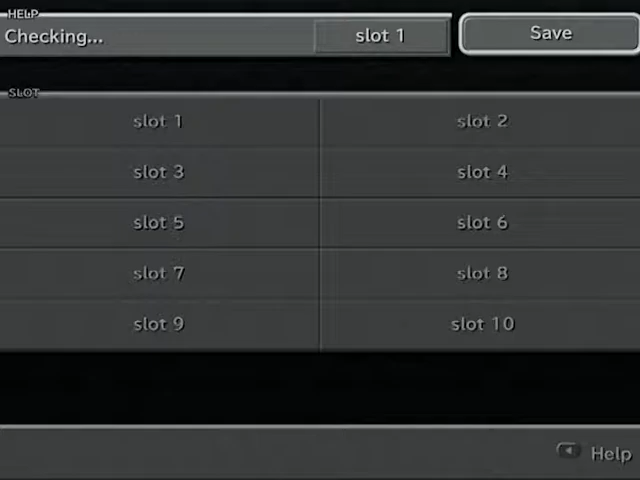 HELP
Checking... slot 1 Save
SLOT
slot 1 slot 2
slot 3 slot 4
slot 5 slot 6
slot 7 slot 8
slot 9 slot 10
Help